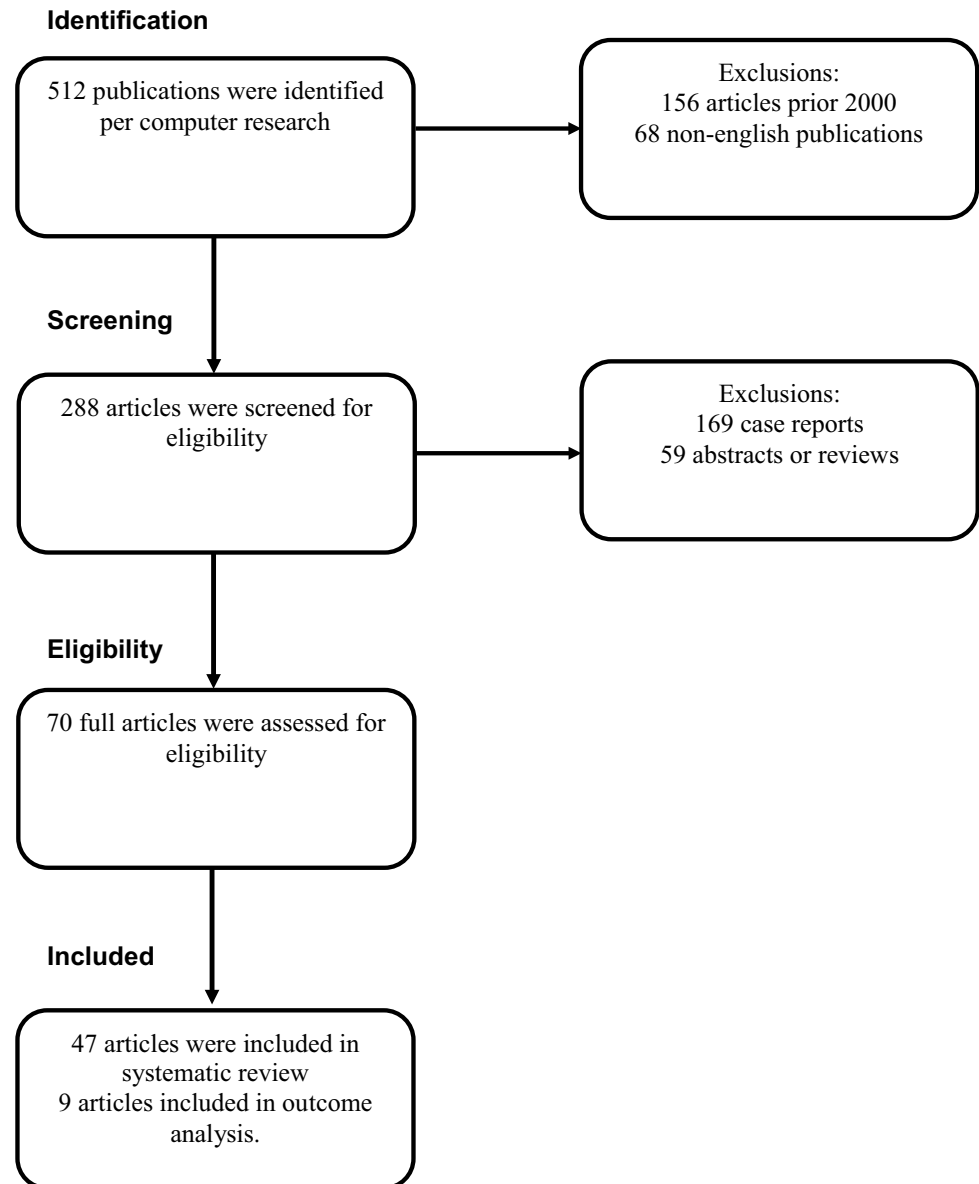 Identification
512 publications were identified
per computer research
Exclusions:
156 articles prior 2000
68 non-english publications
Screening
288 articles were screened for
eligibility
Exclusions:
169 case reports
59 abstracts or reviews
Eligibility
70 full articles were assessed for
eligibility
Included
47 articles were included in
systematic review
9 articles included in outcome
analysis.